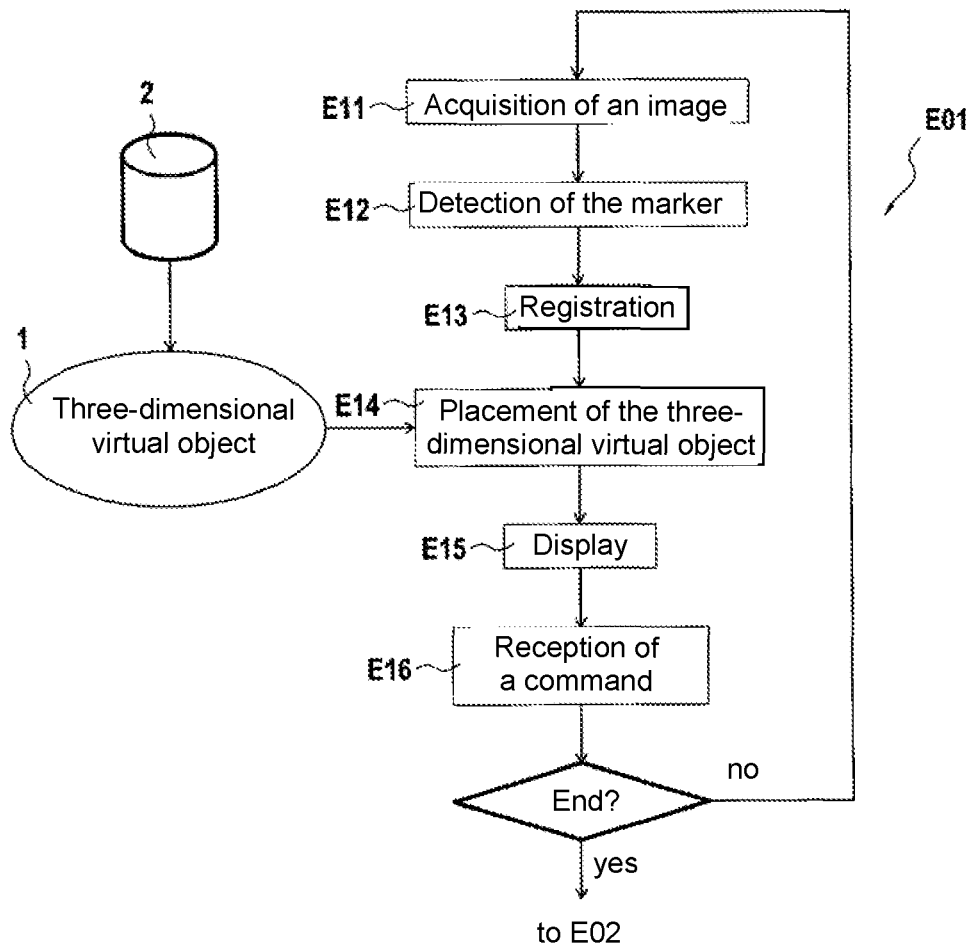 E11
Acquisition of an image
2
E01
E12
Detection of the marker
E13
Registration
1
Three-dimensional
virtual object
E14
Placement of the three-
dimensional virtual object
E15
Display
E16
Reception of
a command
End?
no
yes
to E02